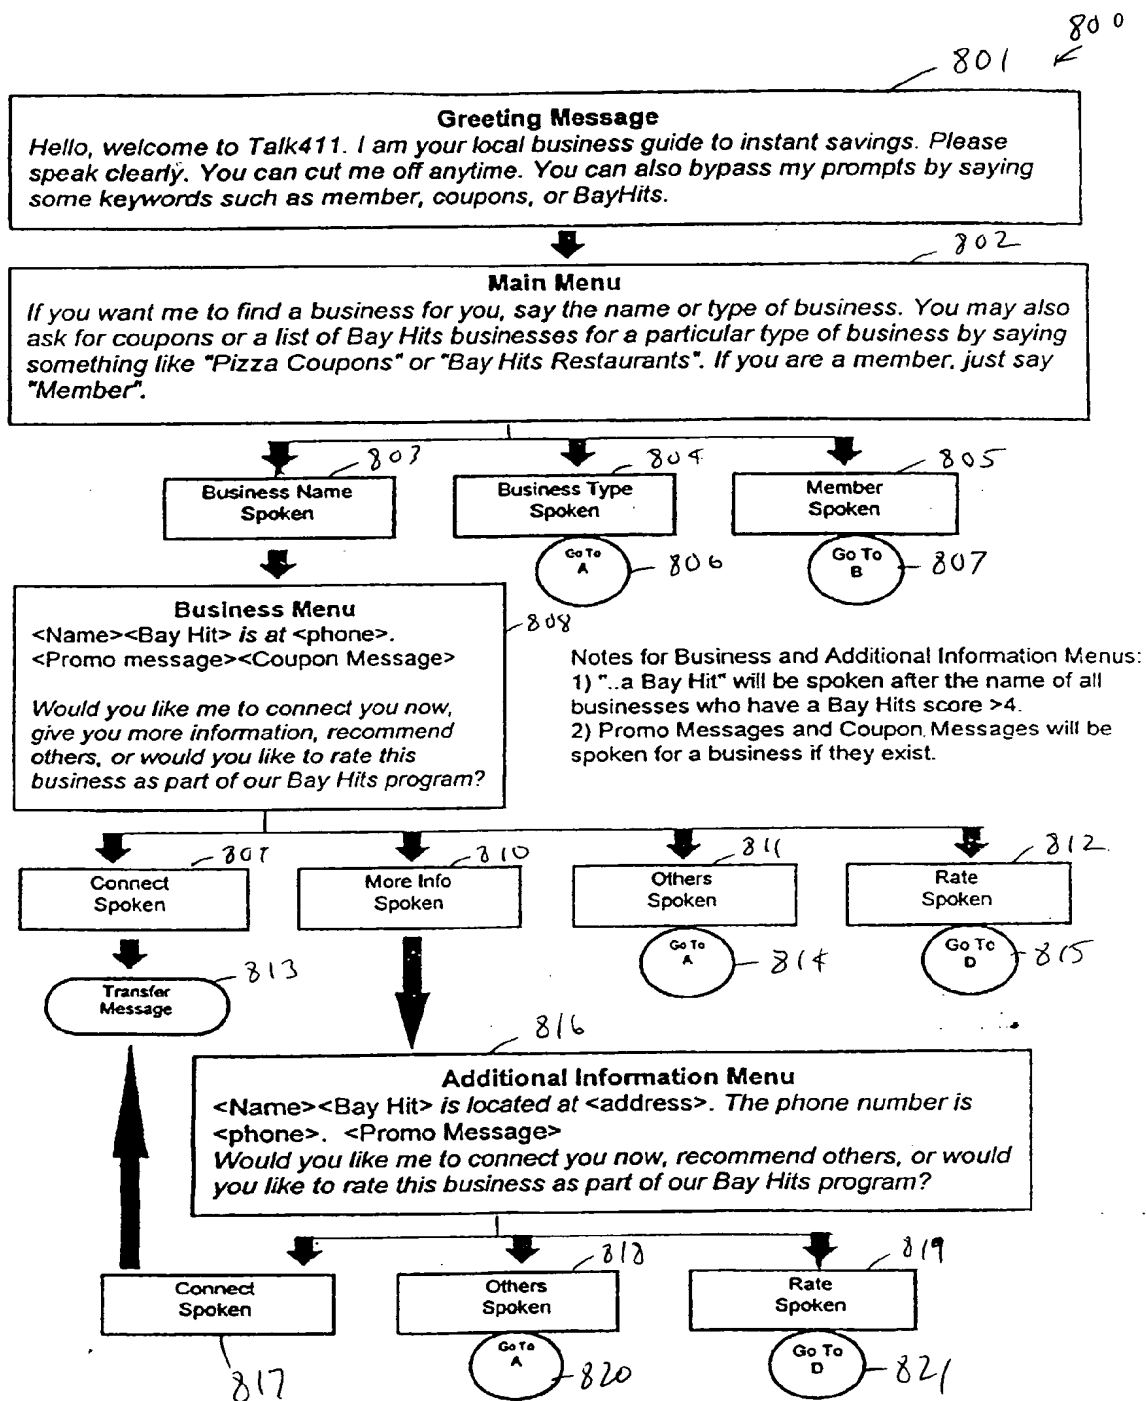 800
801
Greeting Message
Hello, welcome to Talk411. I am your local business guide to instant savings. Please
speak clearly. You can cut me off anytime. You can also bypass my prompts by saying
some keywords such as member, coupons, or BayHits.
802
Main Menu
If you want me to find a business for you, say the name or type of business. You may also
ask for coupons or a list of Bay Hits businesses for a particular type of business by saying
something like "Pizza Coupons" or "Bay Hits Restaurants". If you are a member, just say
"Member".
803
804
805
Business Name
Spoken
Business Type
Spoken
Member
Spoken
Go To
A
806
Go To
B
807
Business Menu
<Name><Bay Hit> is at <phone>.
<Promo message><Coupon Message>
Would you like me to connect you now,
give you more information, recommend
others, or would you like to rate this
business as part of our Bay Hits program?
808
Notes for Business and Additional Information Menus:
1) "..a Bay Hit" will be spoken after the name of all
businesses who have a Bay Hits score >4.
2) Promo Messages and Coupon Messages will be
spoken for a business if they exist.
809
810
811
812
Connect
Spoken
More Info
Spoken
Others
Spoken
Rate
Spoken
Go To
A
814
Go To
D
815
813
Transfer
Message
816
Additional Information Menu
<Name><Bay Hit> is located at <address>. The phone number is
<phone>. <Promo Message>
Would you like me to connect you now, recommend others, or would
you like to rate this business as part of our Bay Hits program?
818
819
Connect
Spoken
Others
Spoken
Rate
Spoken
817
Go To
A
820
Go To
D
821